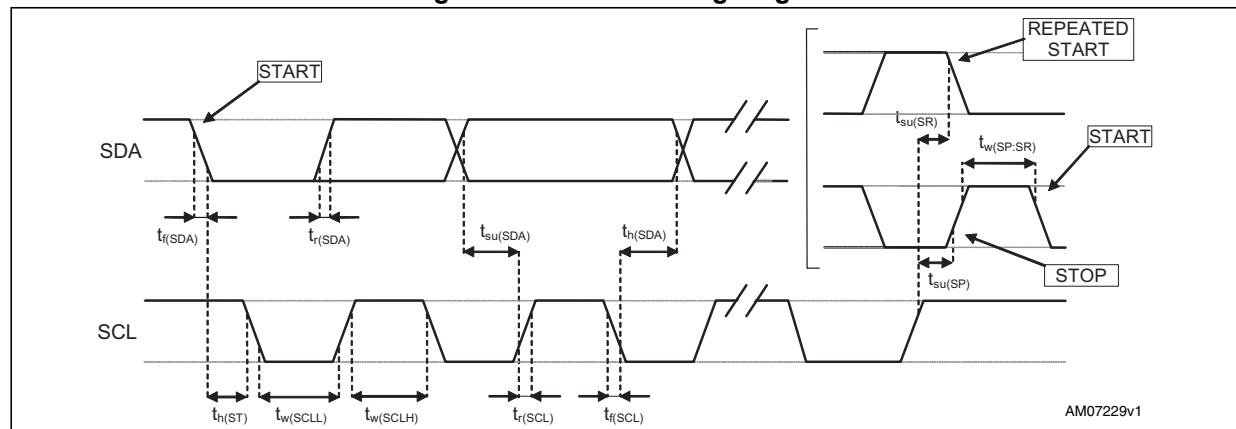 REPEATED
START
START
SDA
t_su(SR)
START
t_w(SP:SR)
t_f(SDA)
t_r(SDA)
t_su(SDA)
t_h(SDA)
t_su(SP)
STOP
SCL
t_h(ST)
t_w(SCLL)
t_w(SCLH)
t_r(SCL)
t_f(SCL)
AM07229v1